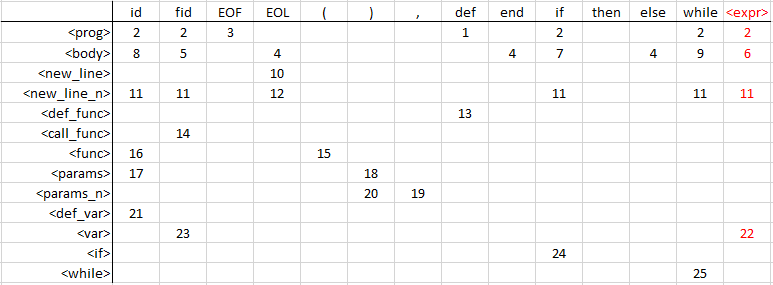 id fid EOF EOL ( ) , def end if then else while <expr>
<prog> 2 2 3 1 2 2 2
<body> 8 5 4 4 7 4 9 6
<new_line> 10
<new_line_n> 11 11 12 11 11 11
<def_func> 13
<call_func> 14
<func> 16 15
<params> 17 18
<params_n> 20 19
<def_var> 21
<var> 23 22
<if> 24
<while> 25